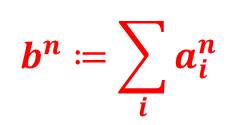 bⁿ ≔ ∑ᵢ aᵢⁿ